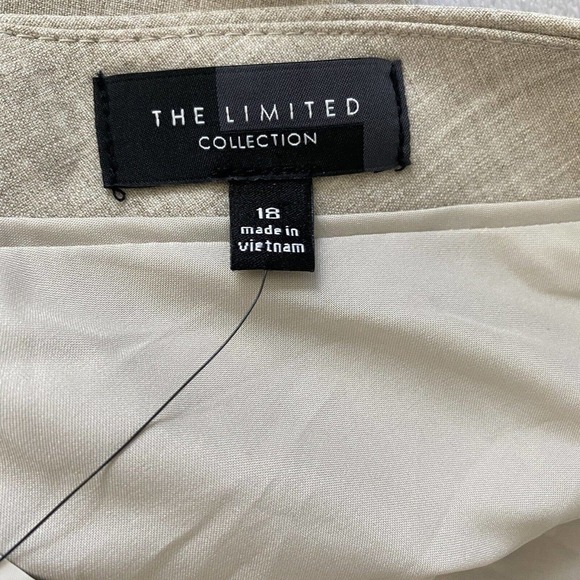 THE LIMITED
COLLECTION
18
made in
vietnam